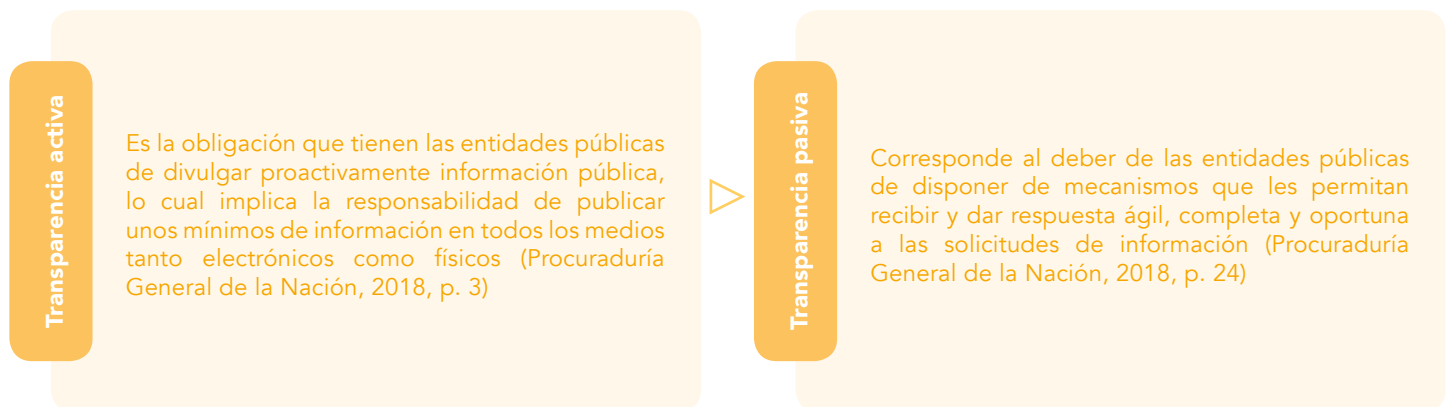 Transparencia activa
Es la obligación que tienen las entidades públicas
de divulgar proactivamente información pública,
lo cual implica la responsabilidad de publicar
unos mínimos de información en todos los medios
tanto electrónicos como físicos (Procuraduría
General de la Nación, 2018, p. 3)
Transparencia pasiva
Corresponde al deber de las entidades públicas
de disponer de mecanismos que les permitan
recibir y dar respuesta ágil, completa y oportuna
a las solicitudes de información (Procuraduría
General de la Nación, 2018, p. 24)